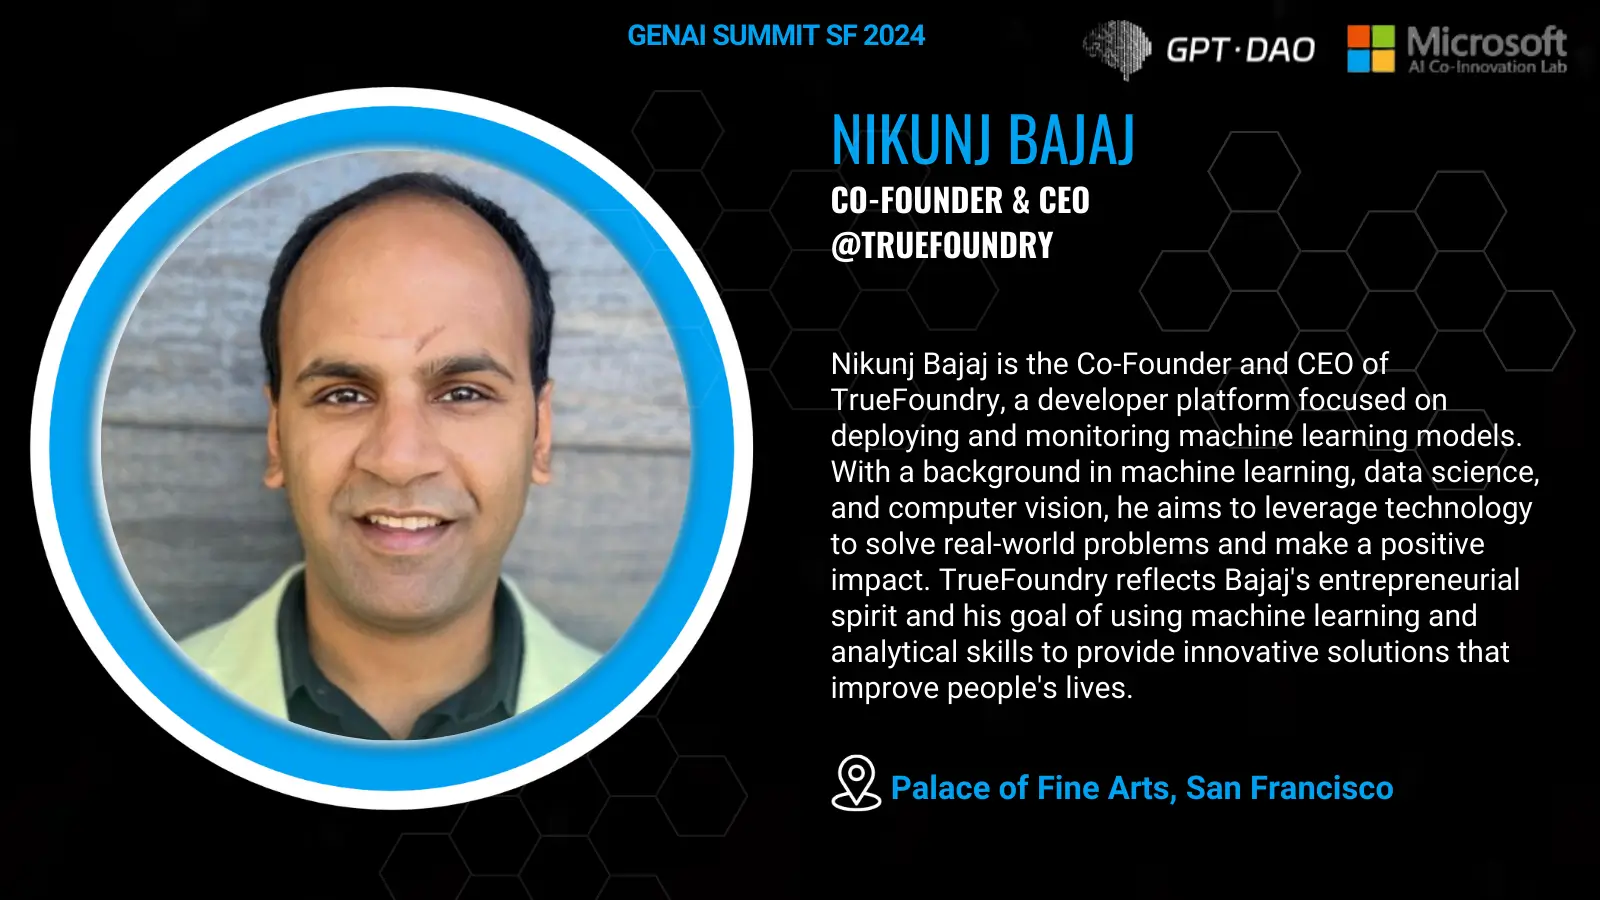 GENAI SUMMIT SF 2024
GPT·DAO
Microsoft
AI Co-Innovation Lab
NIKUNJ BAJAJ
CO-FOUNDER & CEO
@TRUEFOUNDRY
Nikunj Bajaj is the Co-Founder and CEO of
TrueFoundry, a developer platform focused on
deploying and monitoring machine learning models.
With a background in machine learning, data science,
and computer vision, he aims to leverage technology
to solve real-world problems and make a positive
impact. TrueFoundry reflects Bajaj's entrepreneurial
spirit and his goal of using machine learning and
analytical skills to provide innovative solutions that
improve people's lives.
Palace of Fine Arts, San Francisco